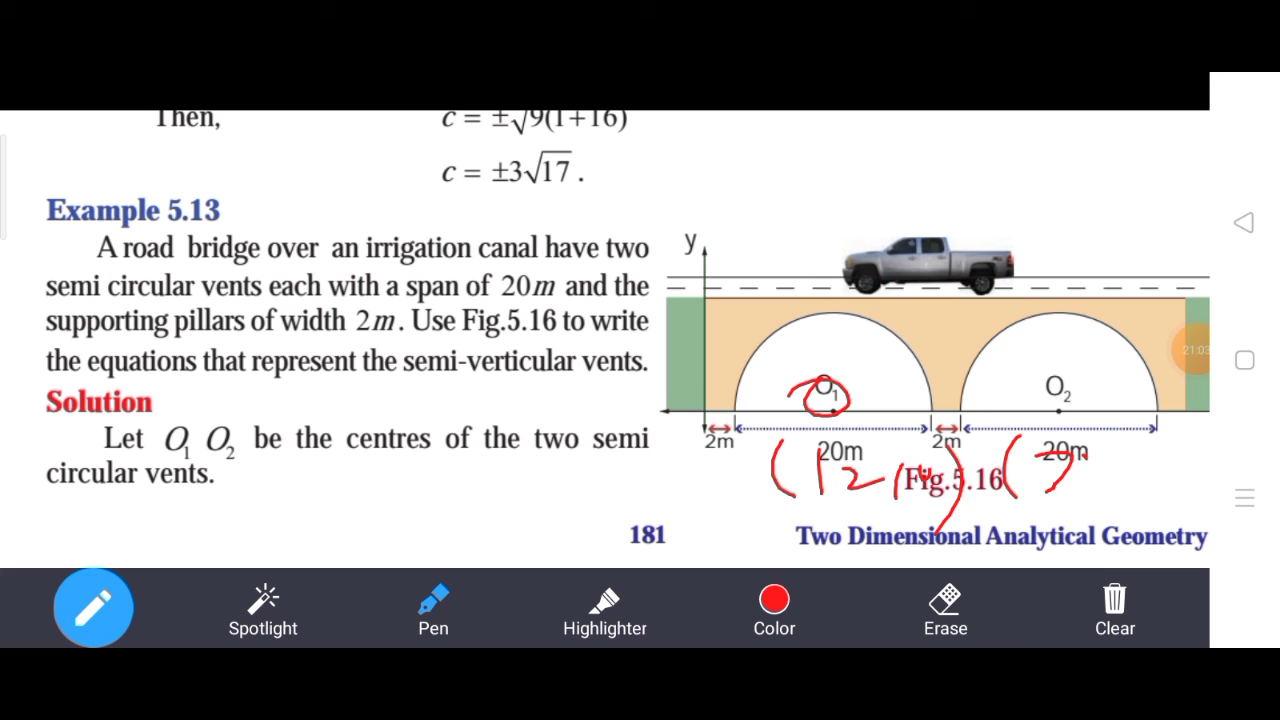 Then,
c = ±√9(1+16)
c = ±3√17 .
Example 5.13
A road bridge over an irrigation canal have two
semi circular vents each with a span of 20m and the
supporting pillars of width 2m. Use Fig.5.16 to write
the equations that represent the semi-verticular vents.
Solution
Let O₁ O₂ be the centres of the two semi
circular vents.
y
O₁ O₂
2m 20m 2m 20m
(12,
Fig.5.16
181 Two Dimensional Analytical Geometry
21:03
Spotlight Pen Highlighter Color Erase Clear